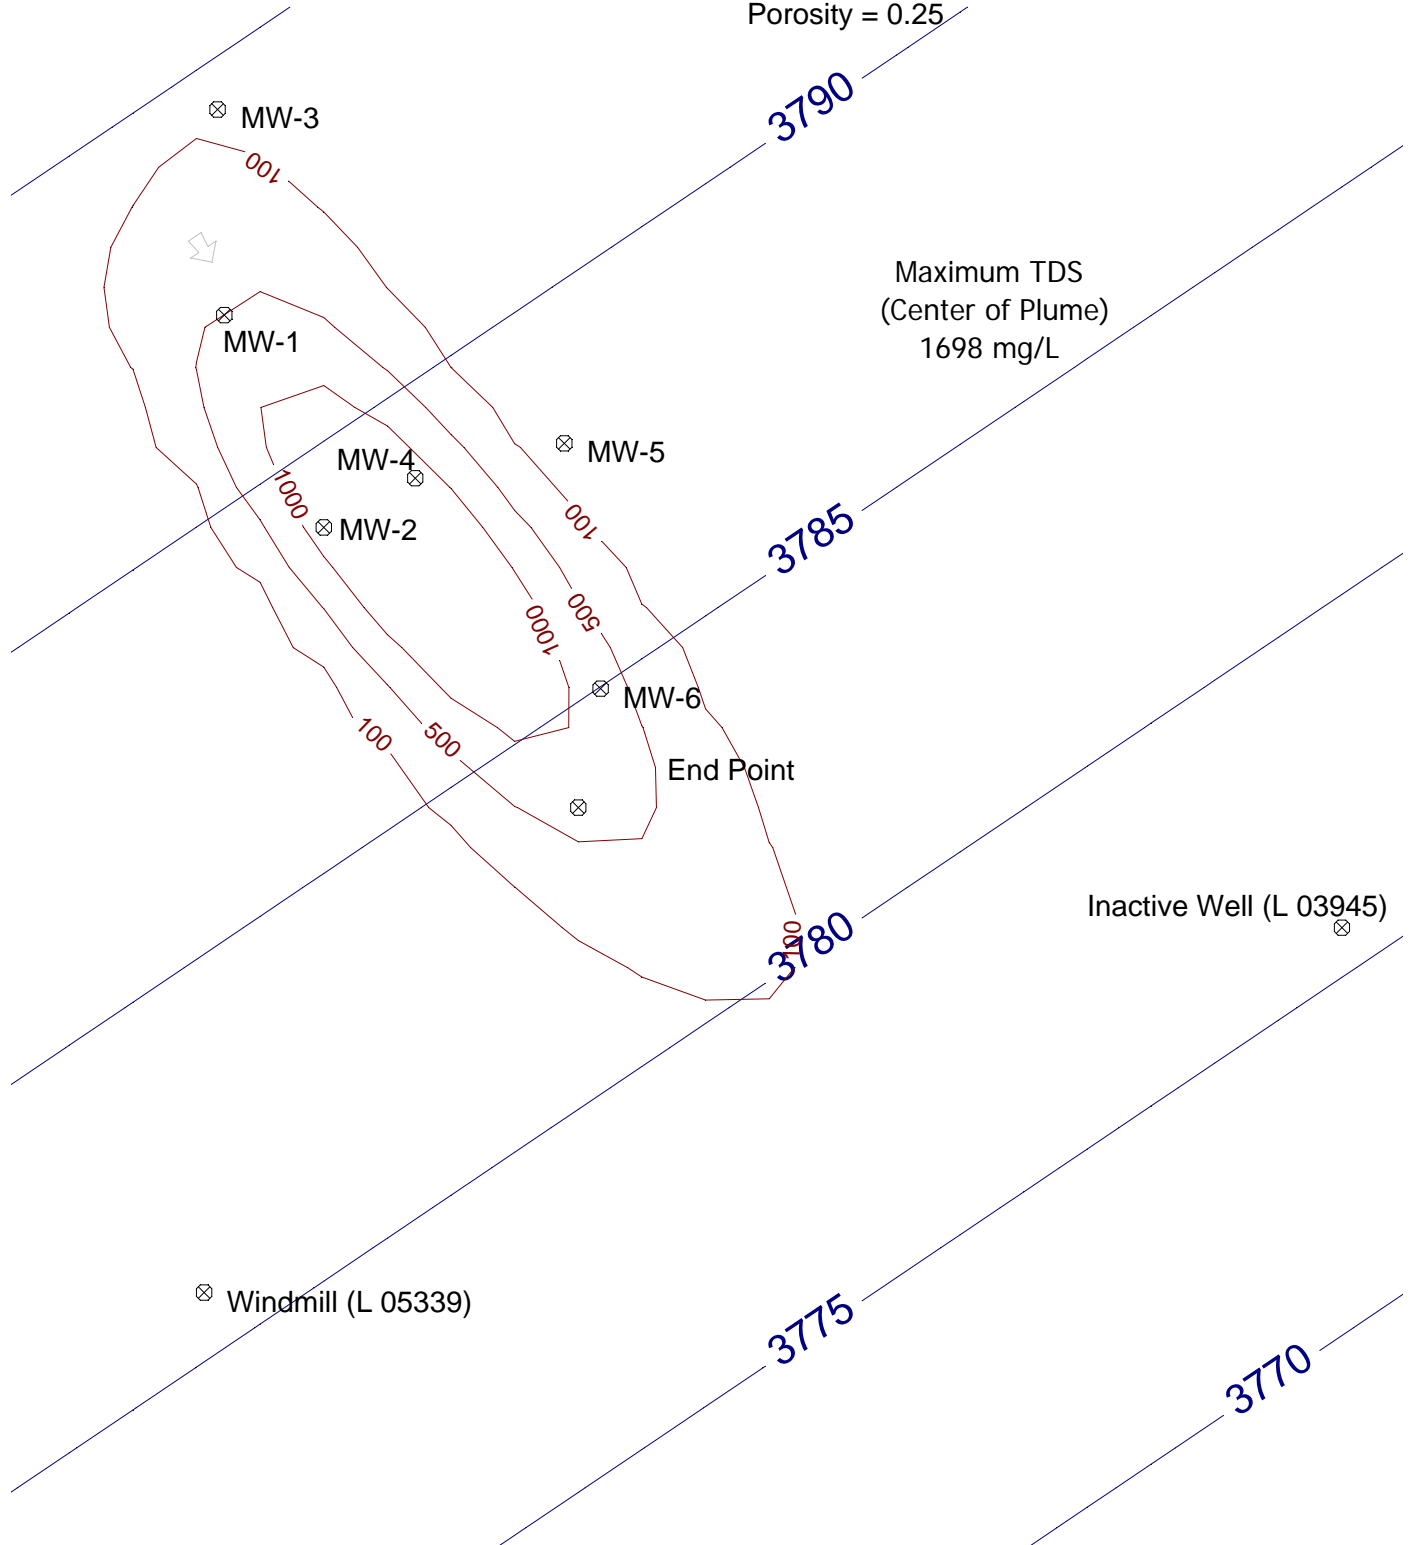 Porosity = 0.25
3790
MW-3
100
Maximum TDS
(Center of Plume)
1698 mg/L
MW-1
MW-4
MW-5
1000
MW-2
100
3785
500
1000
MW-6
100
500
End Point
Inactive Well (L 03945)
100
3780
Windmill (L 05339)
3775
3770